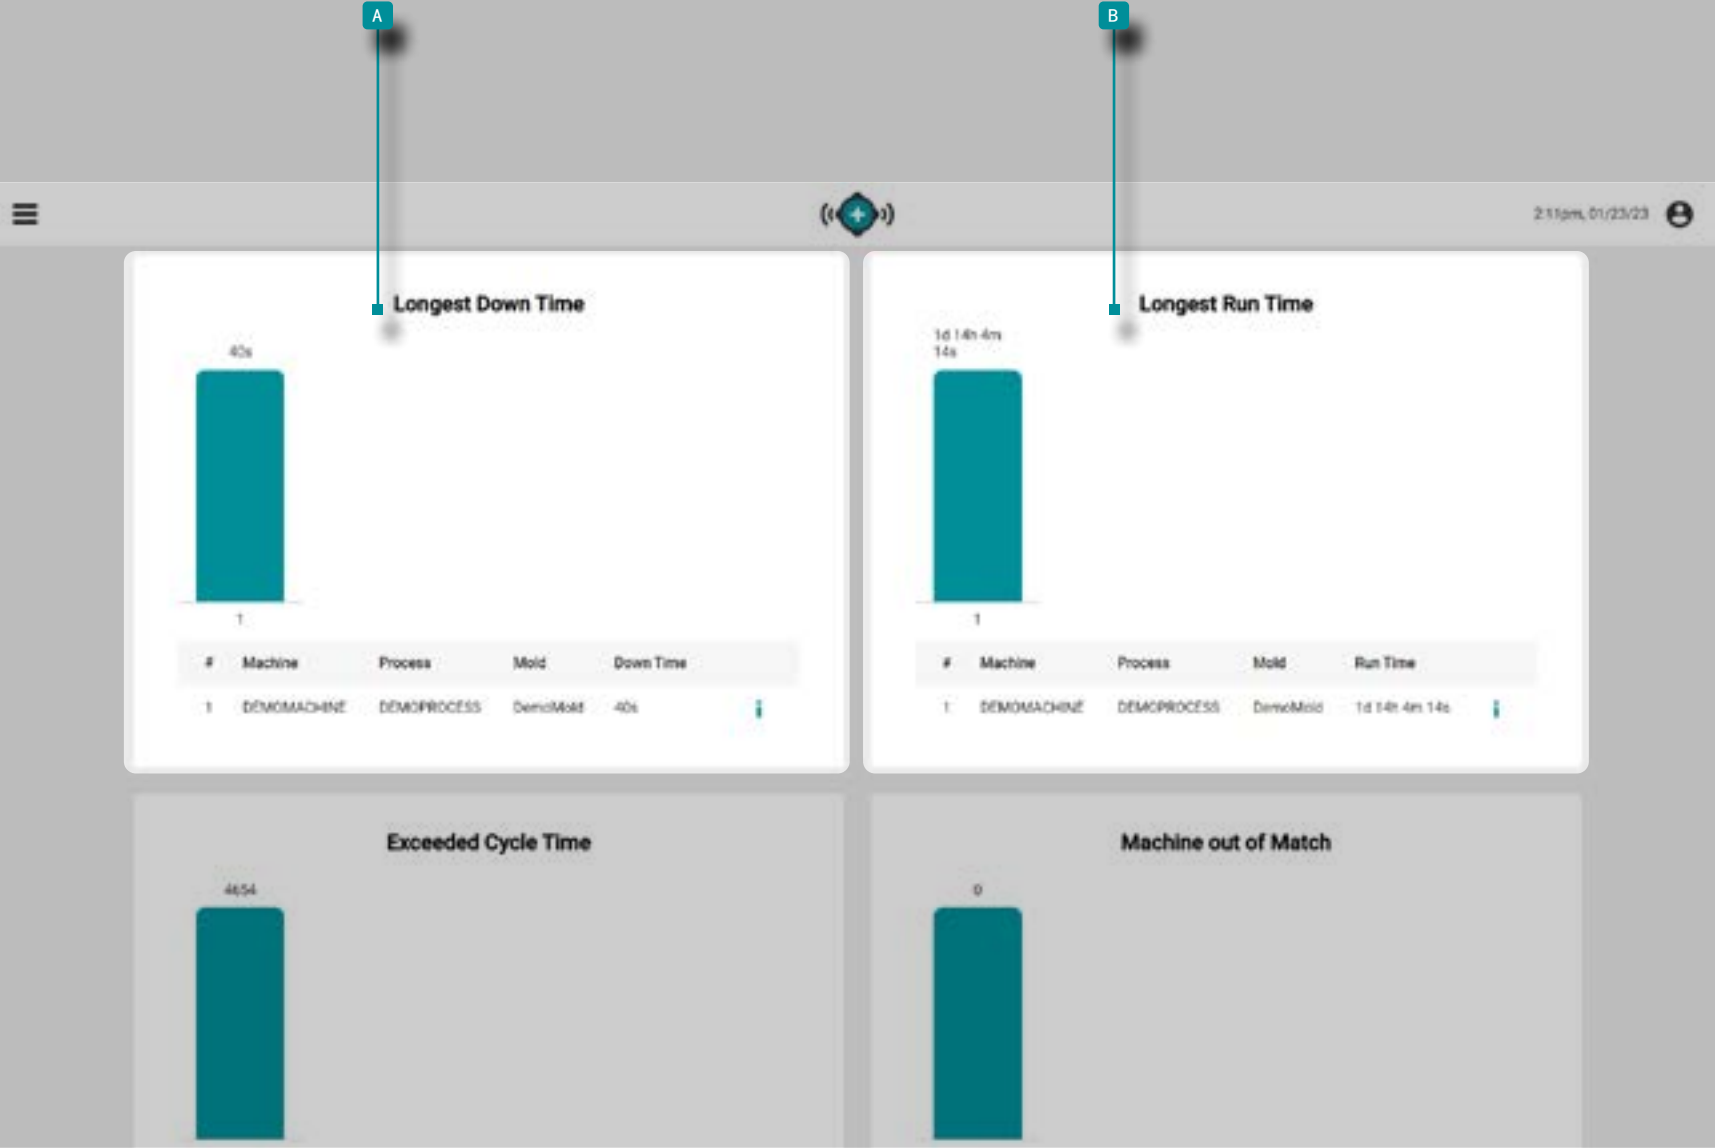 A
B
2:11pm, 01/23/23
Longest Down Time
40s
1
# Machine Process Mold Down Time
1 DEMOMACHINE DEMOPROCESS DemoMold 40s
Longest Run Time
1d 14h 4m
14s
1
# Machine Process Mold Run Time
1 DEMOMACHINE DEMOPROCESS DemoMold 1d 14h 4m 14s
Exceeded Cycle Time
4654
Machine out of Match
0